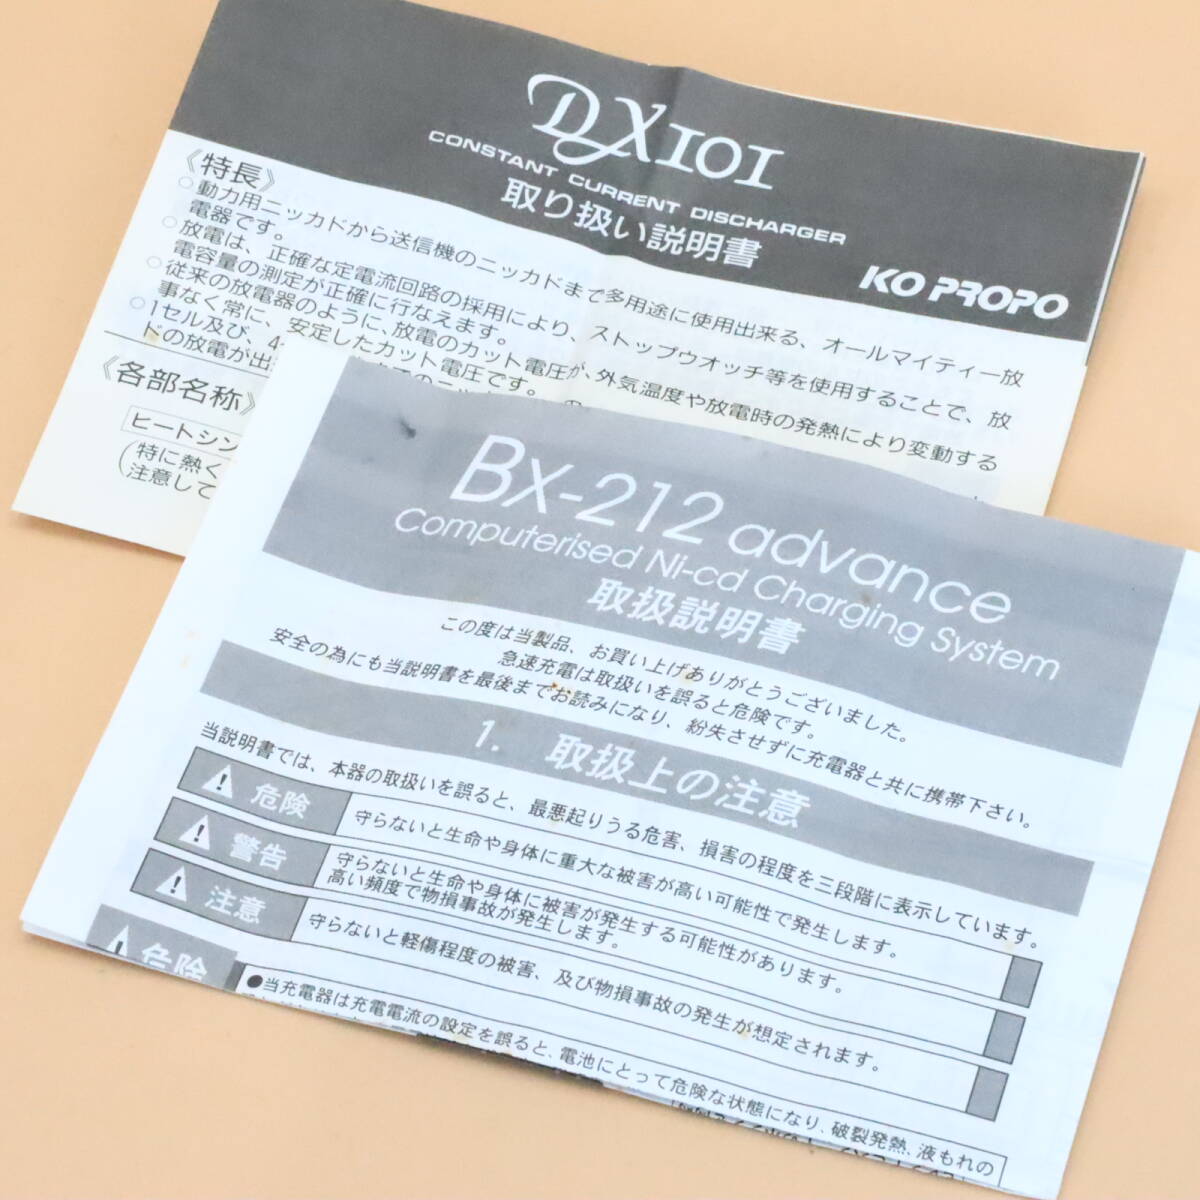 DX101
CONSTANT CURRENT DISCHARGER
取り扱い説明書
KO PROPO
《特長》
○動力用ニッカドから送信機のニッカドまで多用途に使用出来る、オールマイティー放
電器です。
○放電は、正確な定電流回路の採用により、ストップウオッチ等を使用することで、放
電容量の測定が正確に行なえます。
○従来の放電器のように、放電のカット電圧が、外気温度や放電時の発熱により変動する
事なく常に、安定したカット電圧です。
○1セル及び、4
ドの放電が出
《各部名称》
ヒートシン
(特に熱く
注意して
BX-212 advance
Computerised Ni-cd Charging System
取扱説明書
この度は当製品、お買い上げありがとうございました。
急速充電は取扱いを誤ると危険です。
安全の為にも当説明書を最後までお読みになり、紛失させずに充電器と共に携帯下さい。
1. 取扱上の注意
当説明書では、本器の取扱いを誤ると、最悪起りうる危害、損害の程度を三段階に表示しています。
危険 守らないと生命や身体に重大な被害が高い可能性で発生します。
警告 守らないと生命や身体に被害が発生する可能性があります。
高い頻度で物損事故が発生します。
注意 守らないと軽傷程度の被害、及び物損事故の発生が想定されます。
危険
●当充電器は充電電流の設定を誤ると、電池にとって危険な状態になり、破裂発熱、液もれの